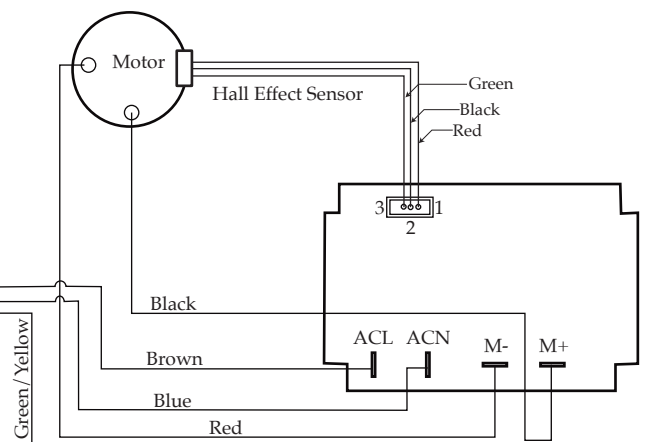 Motor
Hall Effect Sensor
Green
Black
Red
3
1
2
Black
ACL
ACN
M-
M+
Brown
Blue
Red
Green/Yellow